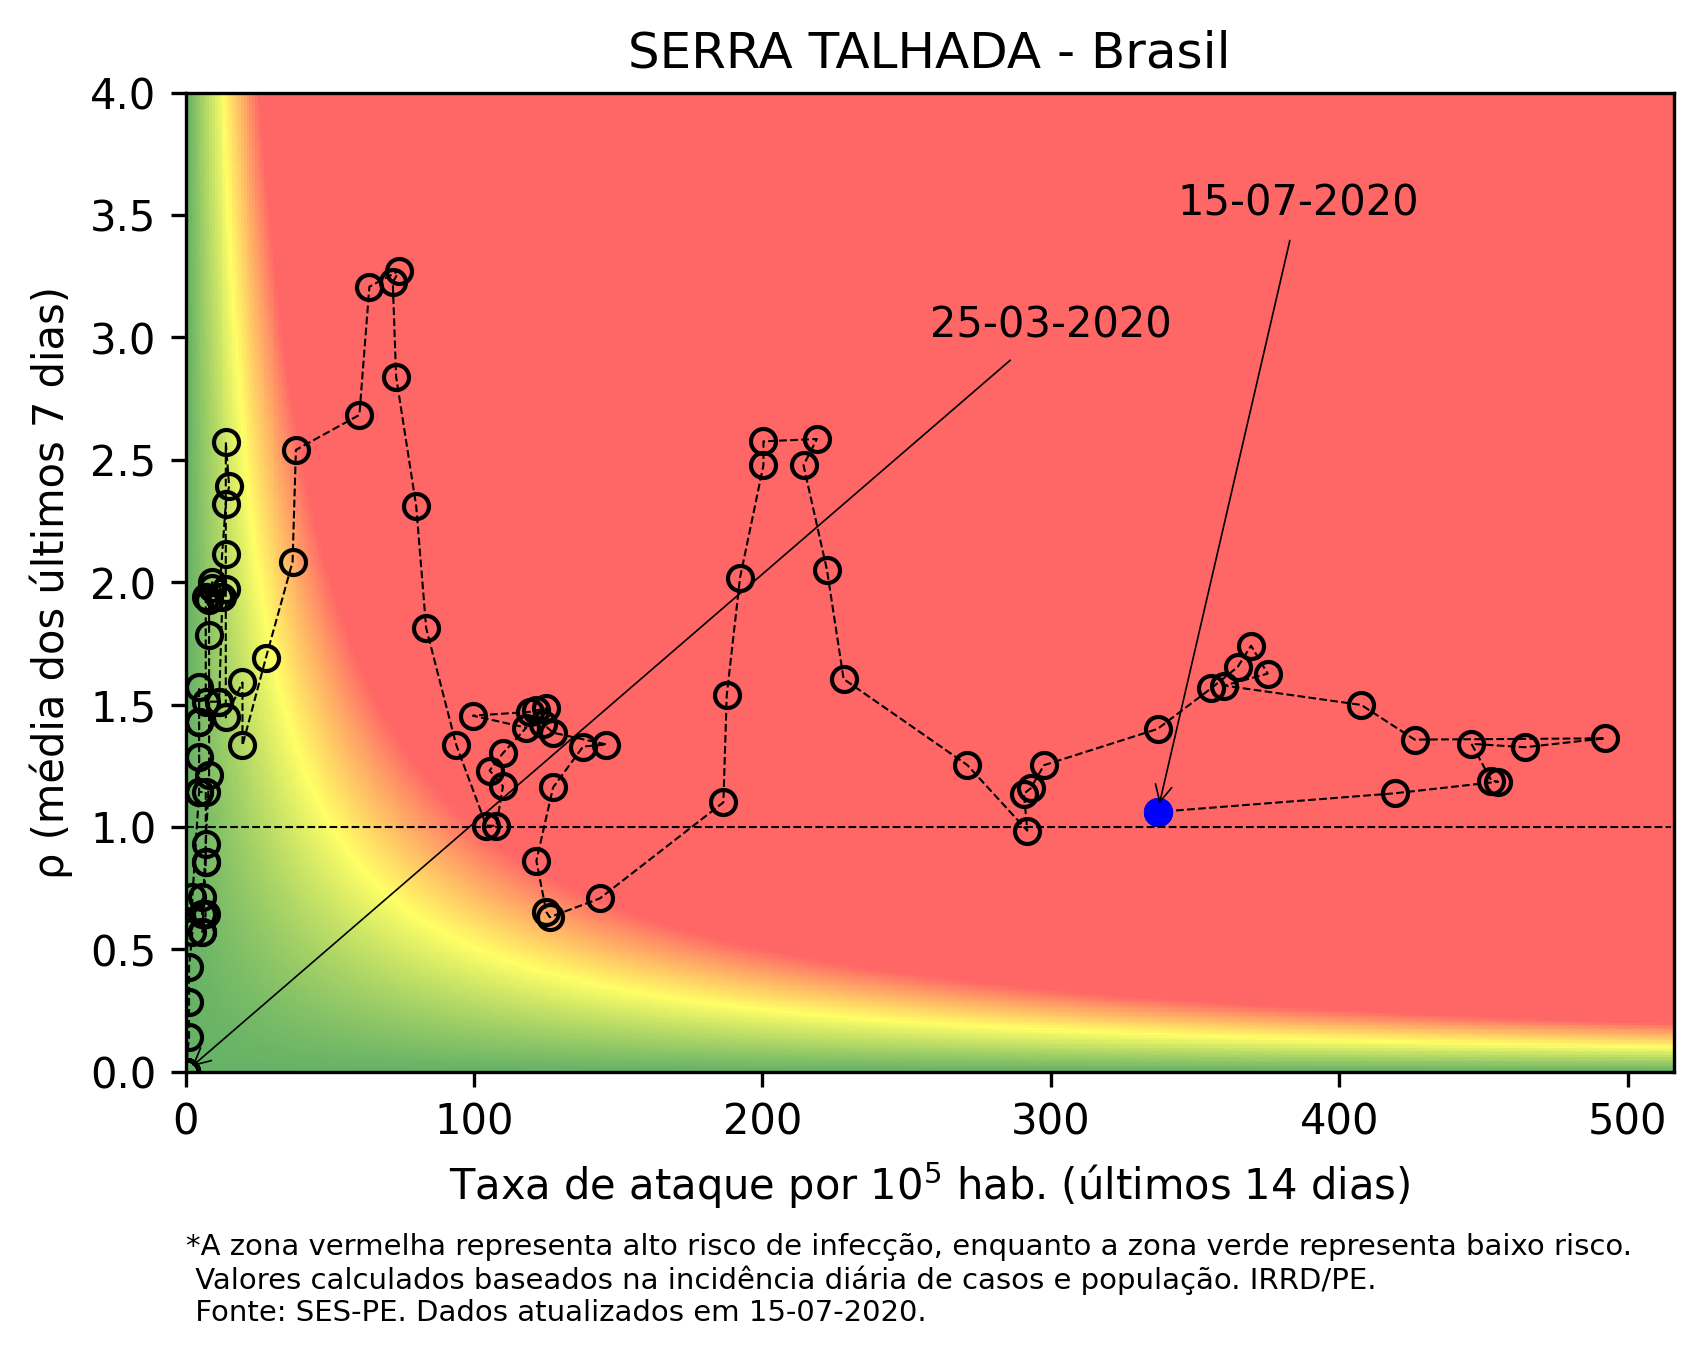 SERRA TALHADA - Brasil
4.0
3.5
3.0
2.5
2.0
1.5
1.0
0.5
0.0
ρ (média dos últimos 7 dias)
15-07-2020
25-03-2020
0 100 200 300 400 500
Taxa de ataque por 10⁵ hab. (últimos 14 dias)
*A zona vermelha representa alto risco de infecção, enquanto a zona verde representa baixo risco.
Valores calculados baseados na incidência diária de casos e população. IRRD/PE.
Fonte: SES-PE. Dados atualizados em 15-07-2020.